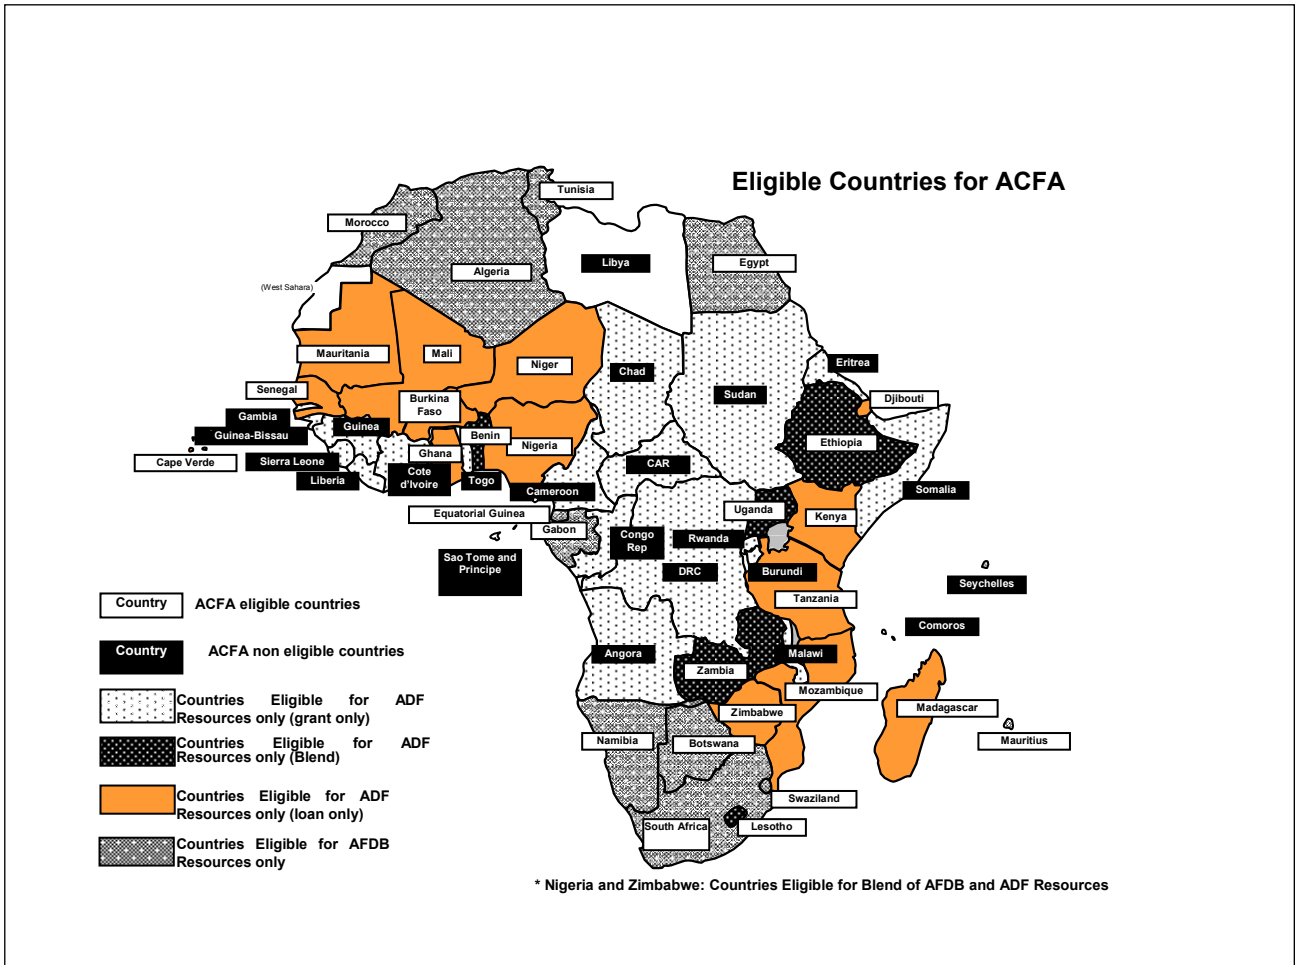 Eligible Countries for ACFA
Tunisia
Morocco
Libya
Egypt
Algeria
(West Sahara)
Mauritania
Mali
Niger
Chad
Eritrea
Senegal
Sudan
Djibouti
Burkina
Faso
Gambia
Guinea
Guinea-Bissau
Benin
Nigeria
Ethiopia
Ghana
Cape Verde
Sierra Leone
CAR
Liberia
Cote
d'Ivoire
Togo
Cameroon
Somalia
Equatorial Guinea
Uganda
Kenya
Gabon
Congo
Rep
Rwanda
Sao Tome and
Principe
DRC
Burundi
Seychelles
Tanzania
Comoros
Angora
Malawi
Zambia
Mozambique
Madagascar
Zimbabwe
Namibia
Botswana
Mauritius
Swaziland
South Africa
Lesotho
Country
ACFA eligible countries
Country
ACFA non eligible countries
Countries Eligible for ADF
Resources only (grant only)
Countries Eligible for ADF
Resources only (Blend)
Countries Eligible for ADF
Resources only (loan only)
Countries Eligible for AFDB
Resources only
* Nigeria and Zimbabwe: Countries Eligible for Blend of AFDB and ADF Resources